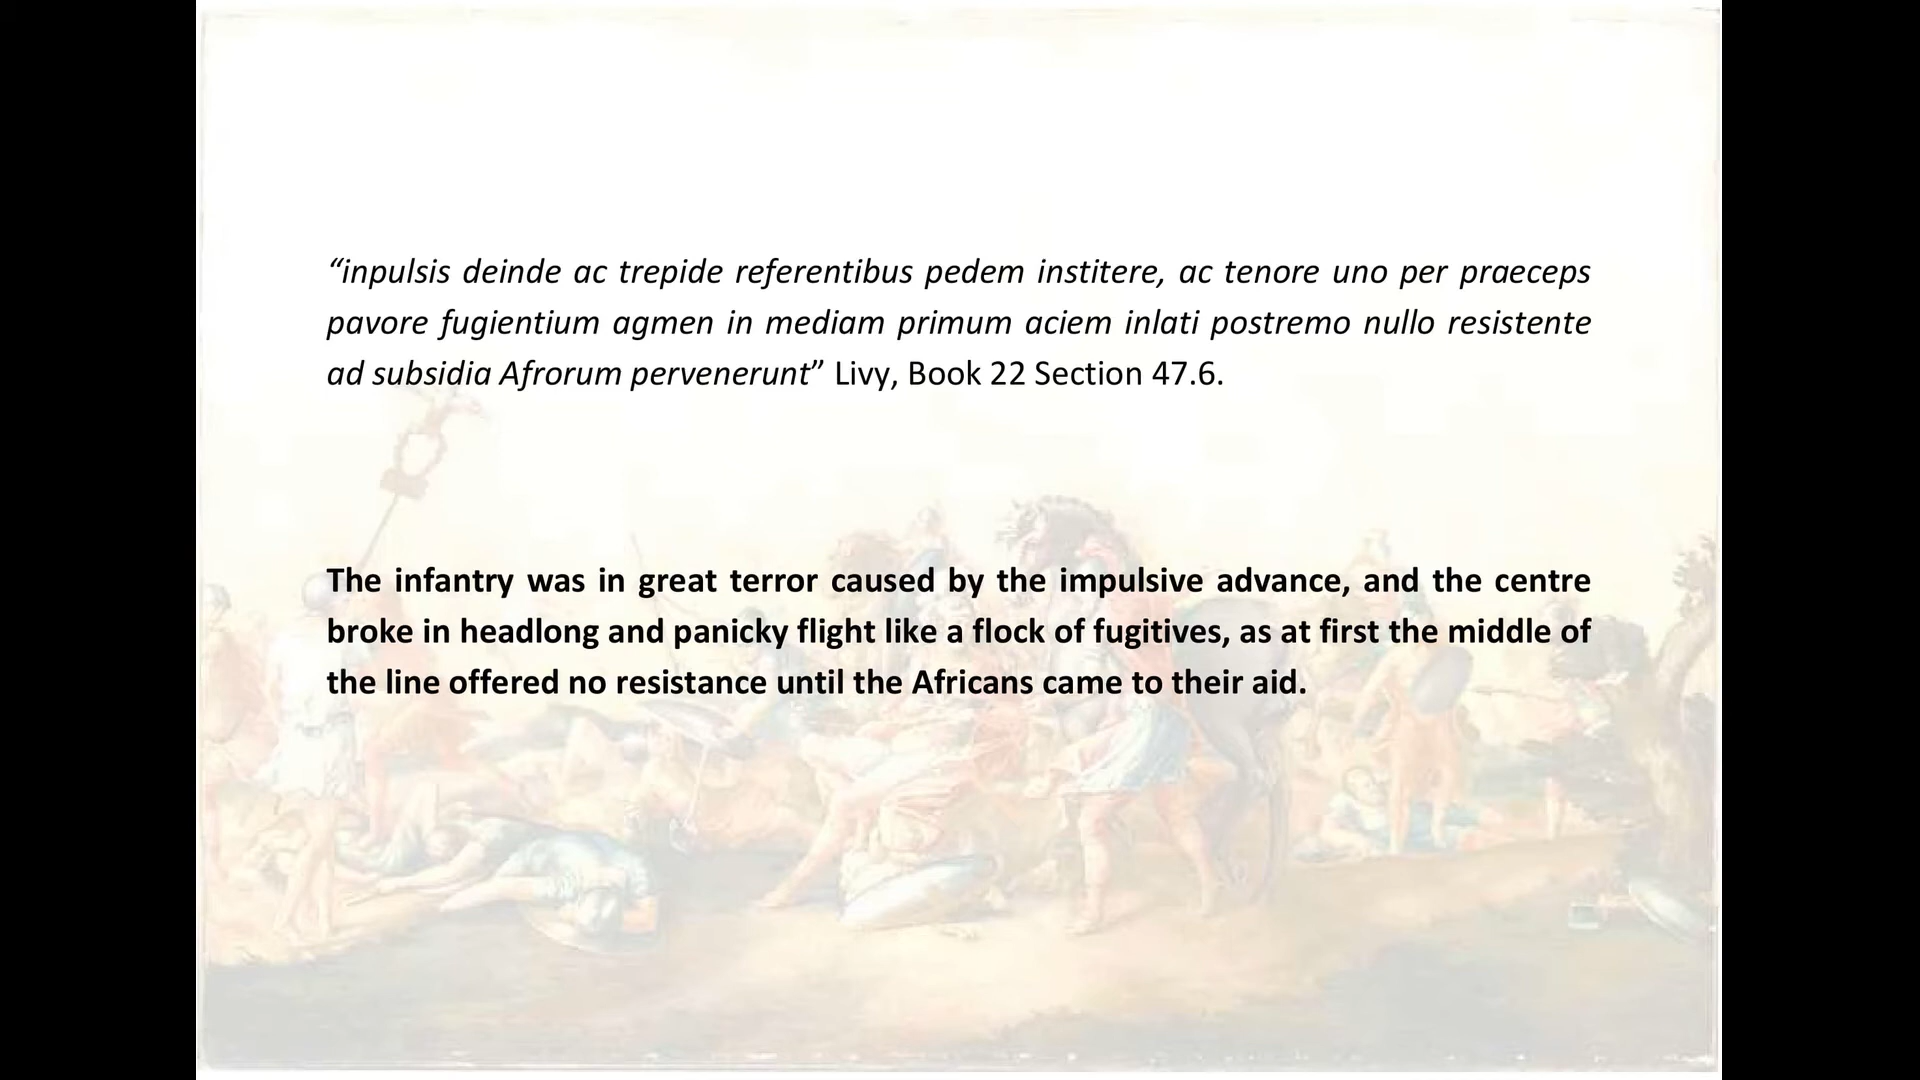 “inpulsis deinde ac trepide referentibus pedem institere, ac tenore uno per praeceps
pavore fugientium agmen in mediam primum aciem inlati postremo nullo resistente
ad subsidia Afrorum pervenerunt” Livy, Book 22 Section 47.6.
The infantry was in great terror caused by the impulsive advance, and the centre
broke in headlong and panicky flight like a flock of fugitives, as at first the middle of
the line offered no resistance until the Africans came to their aid.